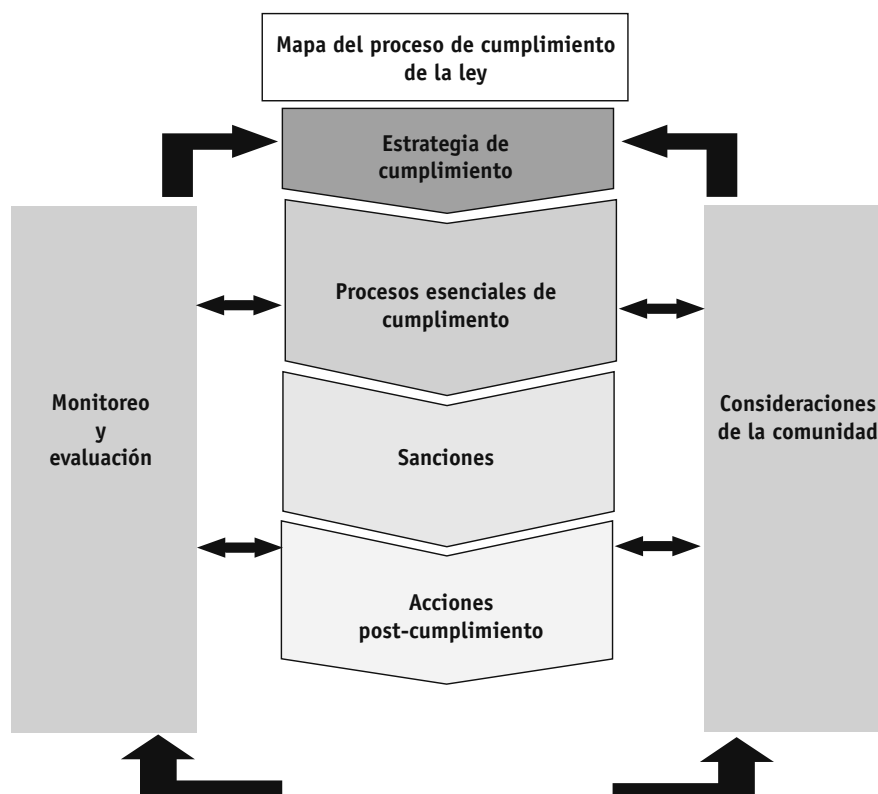 Mapa del proceso de cumplimiento
de la ley
Estrategia de
cumplimiento
Procesos esenciales de
cumplimento
Monitoreo
y
evaluación
Consideraciones
de la comunidad
Sanciones
Acciones
post-cumplimiento